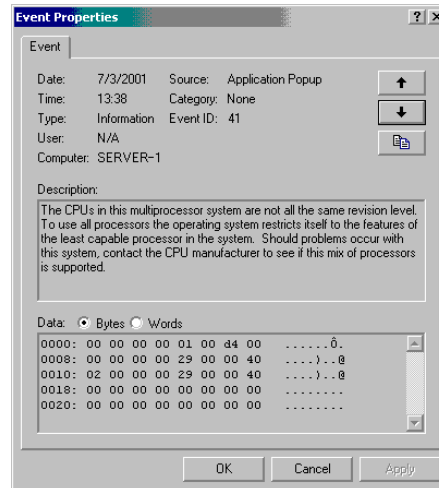 Event Properties
Event
Date: 7/3/2001 Source: Application Popup
Time: 13:38 Category: None
Type: Information Event ID: 41
User: N/A
Computer: SERVER-1
Description:
The CPUs in this multiprocessor system are not all the same revision level.
To use all processors the operating system restricts itself to the features of
the least capable processor in the system. Should problems occur with
this system, contact the CPU manufacturer to see if this mix of processors
is supported.
Data: Bytes Words
0000: 00 00 00 00 01 00 d4 00 ......Ô.
0008: 00 00 00 00 29 00 00 40 ....)..@
0010: 02 00 00 00 29 00 00 40 ....)..@
0018: 00 00 00 00 00 00 00 00 ........
0020: 00 00 00 00 00 00 00 00 ........
OK Cancel Apply